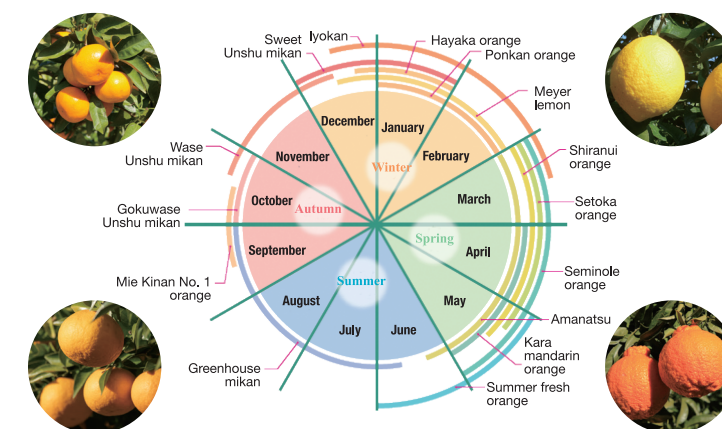 Sweet
Unshu mikan
Iyokan
Hayaka orange
Ponkan orange
Meyer
lemon
Wase
Unshu mikan
December
January
November
February
Winter
Shiranui
orange
Gokuwase
Unshu mikan
October
Autumn
March
Setoka
orange
September
Spring
April
Mie Kinan No. 1
orange
Summer
Seminole
orange
August
May
July
June
Amanatsu
Greenhouse
mikan
Kara
mandarin
orange
Summer fresh
orange